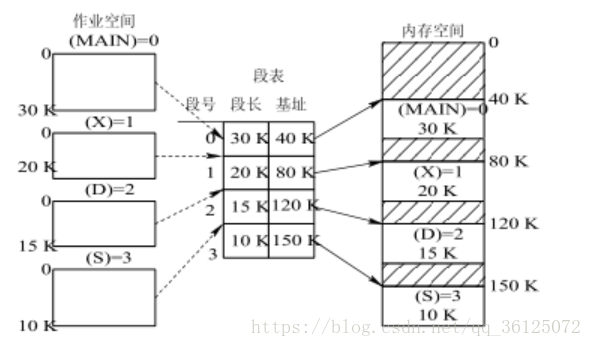 作业空间
(MAIN)=0
0
30 K
(X)=1
0
20 K
(D)=2
0
15 K
(S)=3
0
10 K
段表
段号 段长 基址
0 30 K 40 K
1 20 K 80 K
2 15 K 120 K
3 10 K 150 K
内存空间
0
40 K
(MAIN)=0
30 K
80 K
(X)=1
20 K
120 K
(D)=2
15 K
150 K
(S)=3
10 K
https://blog.csdn.net/qq_36125072